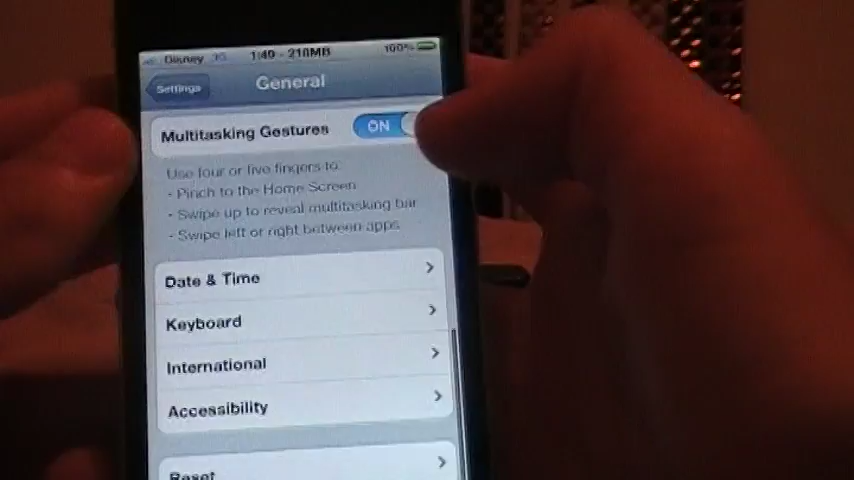 Disney 3G 1:49 - 218MB 100%
Settings General
Multitasking Gestures ON
Use four or five fingers to:
- Pinch to the Home Screen
- Swipe up to reveal multitasking bar
- Swipe left or right between apps
Date & Time
Keyboard
International
Accessibility
Reset